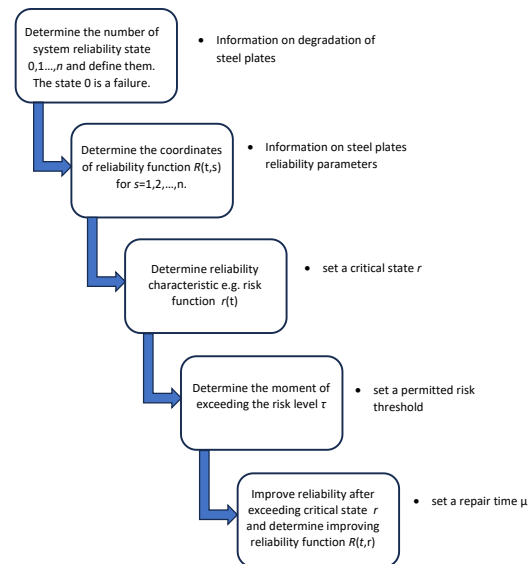 Determine the number of
system reliability state
0,1…,n and define them.
The state 0 is a failure.
• Information on degradation of
steel plates
Determine the coordinates
of reliability function R(t,s)
for s=1,2,…,n.
• Information on steel plates
reliability parameters
Determine reliability
characteristic e.g. risk
function r(t)
• set a critical state r
Determine the moment of
exceeding the risk level τ
• set a permitted risk
threshold
Improve reliability after
exceeding critical state r
and determine improving
reliability function R(t,r)
• set a repair time μ